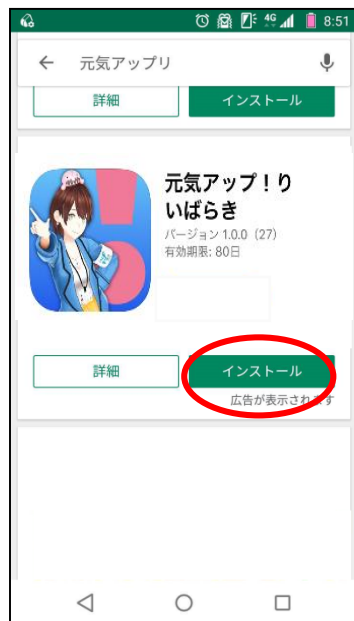 4G 8:51
元気アップリ
詳細 インストール
元気アップ！り
いばらき
バージョン 1.0.0（27）
有効期限: 80日
詳細 インストール
広告が表示されます